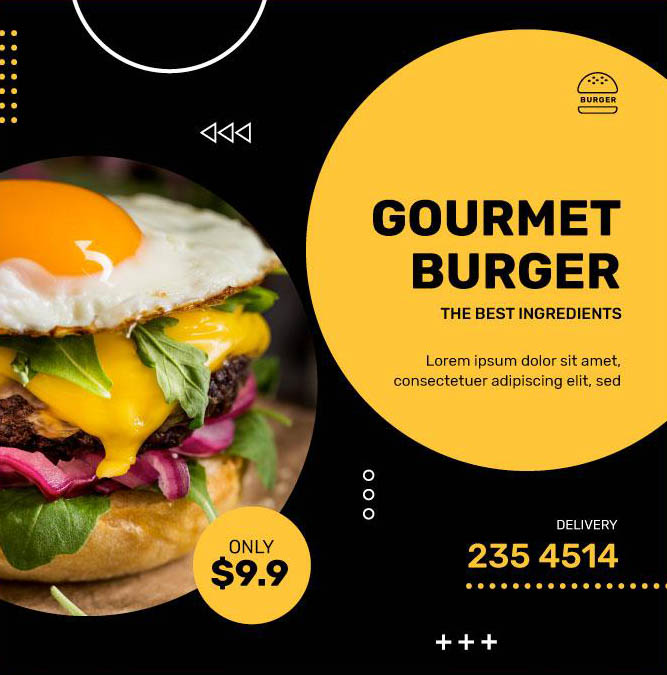 BURGER
GOURMET
BURGER
THE BEST INGREDIENTS
Lorem ipsum dolor sit amet,
consectetuer adipiscing elit, sed
ONLY
$9.9
DELIVERY
235 4514